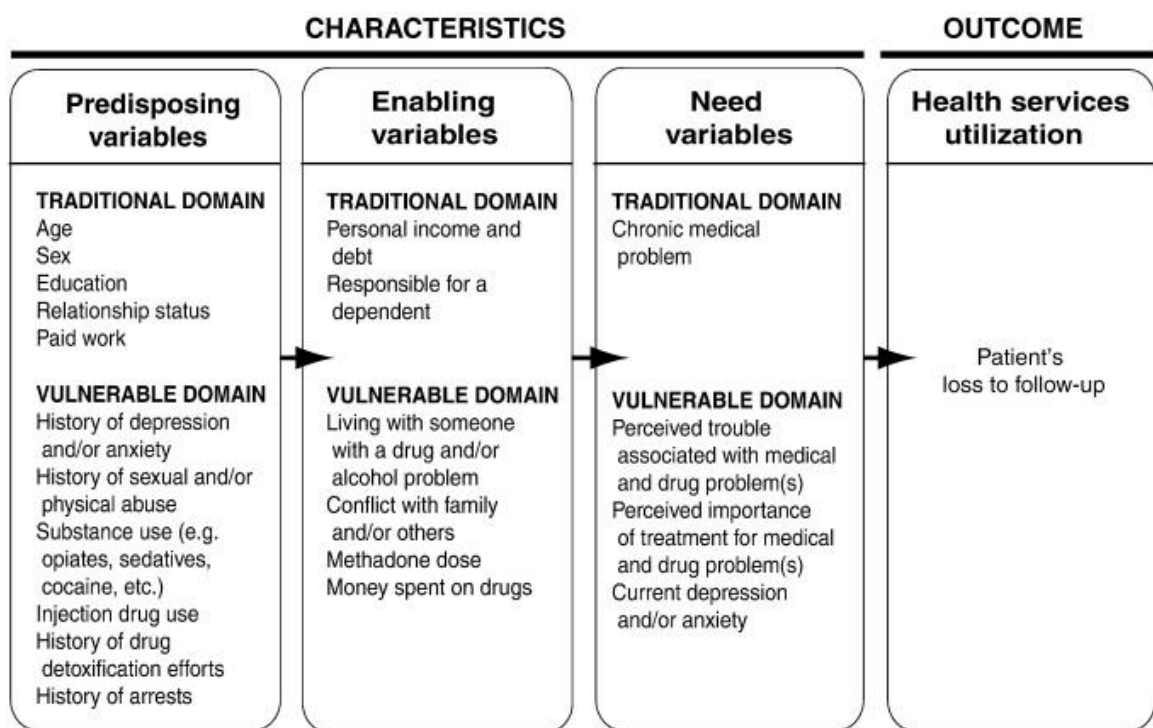 CHARACTERISTICS
OUTCOME
Predisposing
variables
TRADITIONAL DOMAIN
Age
Sex
Education
Relationship status
Paid work
VULNERABLE DOMAIN
History of depression
and/or anxiety
History of sexual and/or
physical abuse
Substance use (e.g.
opiates, sedatives,
cocaine, etc.)
Injection drug use
History of drug
detoxification efforts
History of arrests
Enabling
variables
TRADITIONAL DOMAIN
Personal income and
debt
Responsible for a
dependent
VULNERABLE DOMAIN
Living with someone
with a drug and/or
alcohol problem
Conflict with family
and/or others
Methadone dose
Money spent on drugs
Need
variables
TRADITIONAL DOMAIN
Chronic medical
problem
VULNERABLE DOMAIN
Perceived trouble
associated with medical
and drug problem(s)
Perceived importance
of treatment for medical
and drug problem(s)
Current depression
and/or anxiety
Health services
utilization
Patient's
loss to follow-up